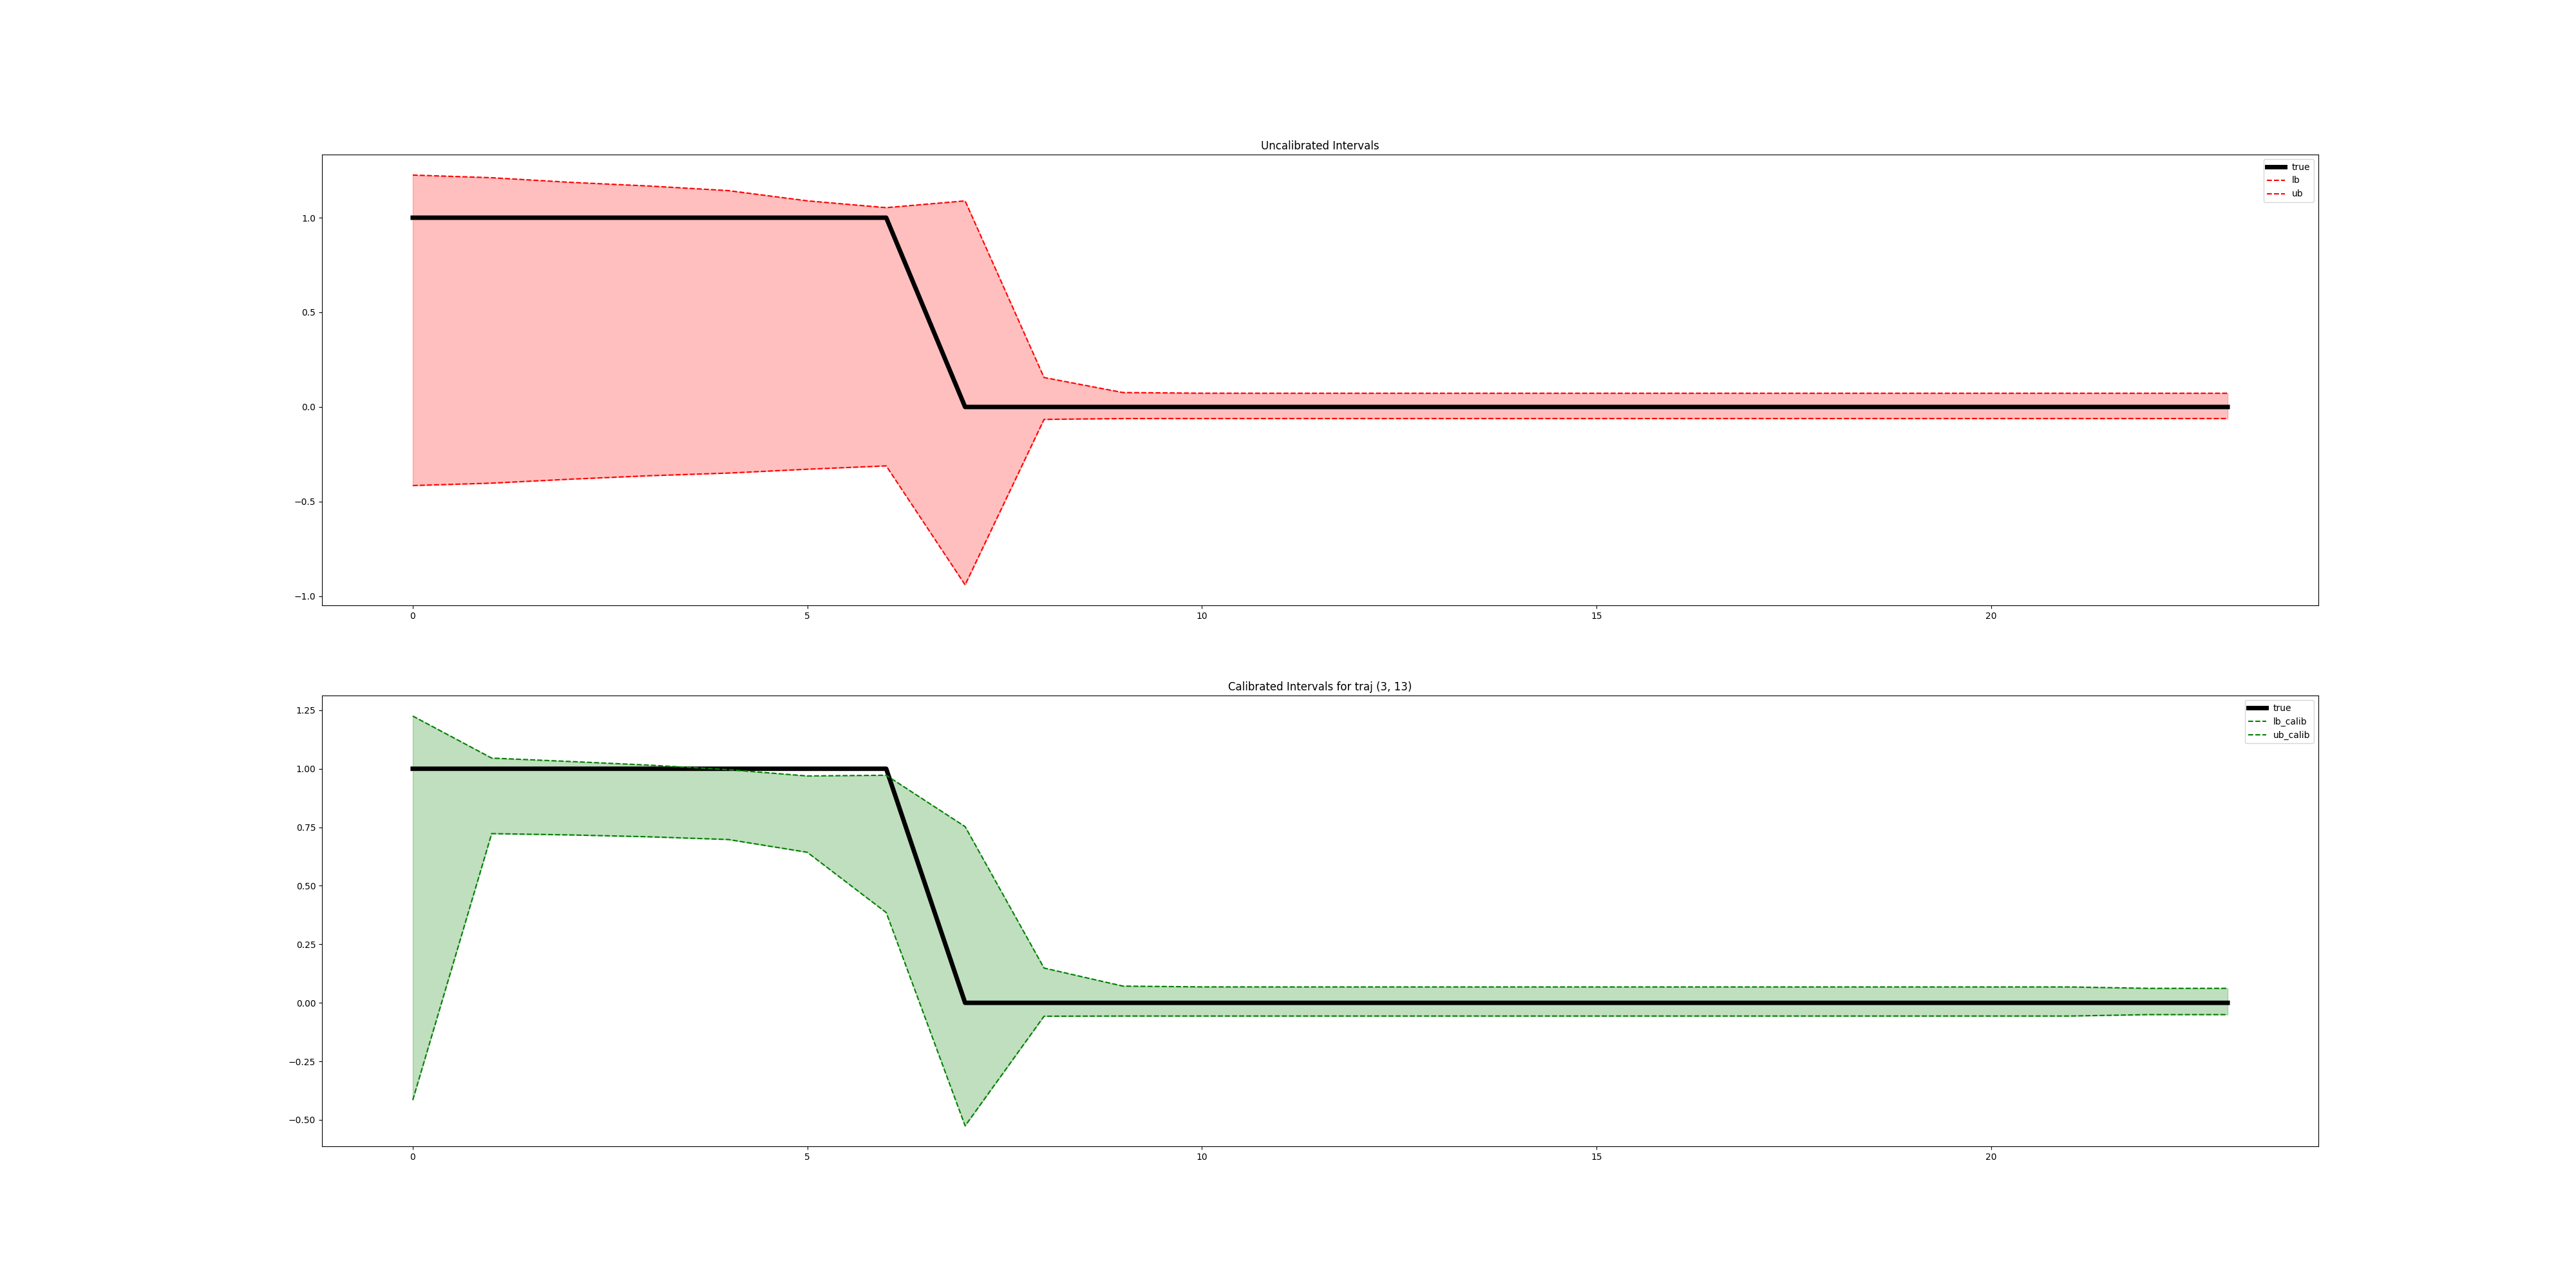 Uncalibrated Intervals
true
lb
ub
1.0
0.5
0.0
−0.5
−1.0
0 5 10 15 20
Calibrated Intervals for traj (3, 13)
true
lb_calib
ub_calib
1.25
1.00
0.75
0.50
0.25
0.00
−0.25
−0.50
0 5 10 15 20